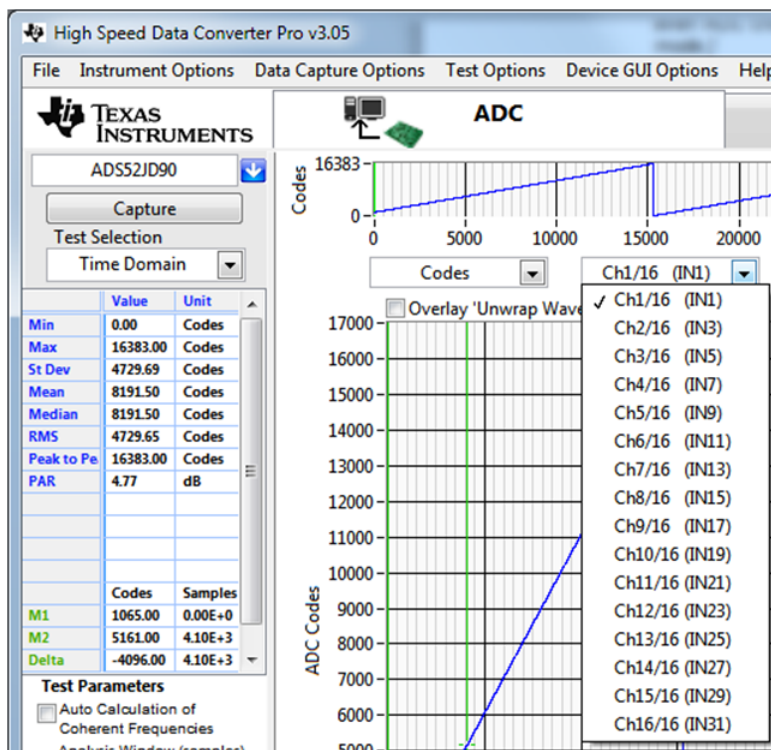 High Speed Data Converter Pro v3.05
File Instrument Options Data Capture Options Test Options Device GUI Options Help
TEXAS INSTRUMENTS
ADC
ADS52JD90
Capture
Test Selection
Time Domain
Value Unit
Min 0.00 Codes
Max 16383.00 Codes
St Dev 4729.69 Codes
Mean 8191.50 Codes
Median 8191.50 Codes
RMS 4729.65 Codes
Peak to Pe 16383.00 Codes
PAR 4.77 dB
Codes Samples
M1 1065.00 0.00E+0
M2 5161.00 4.10E+3
Delta -4096.00 4.10E+3
Test Parameters
Auto Calculation of
Coherent Frequencies
Analysis Window (samples)
Codes
16383
0
0 5000 10000 15000 20000
Codes
Ch1/16 (IN1)
Overlay 'Unwrap Wave
ADC Codes
17000
16000
15000
14000
13000
12000
11000
10000
9000
8000
7000
6000
5000
✓ Ch1/16 (IN1)
Ch2/16 (IN3)
Ch3/16 (IN5)
Ch4/16 (IN7)
Ch5/16 (IN9)
Ch6/16 (IN11)
Ch7/16 (IN13)
Ch8/16 (IN15)
Ch9/16 (IN17)
Ch10/16 (IN19)
Ch11/16 (IN21)
Ch12/16 (IN23)
Ch13/16 (IN25)
Ch14/16 (IN27)
Ch15/16 (IN29)
Ch16/16 (IN31)